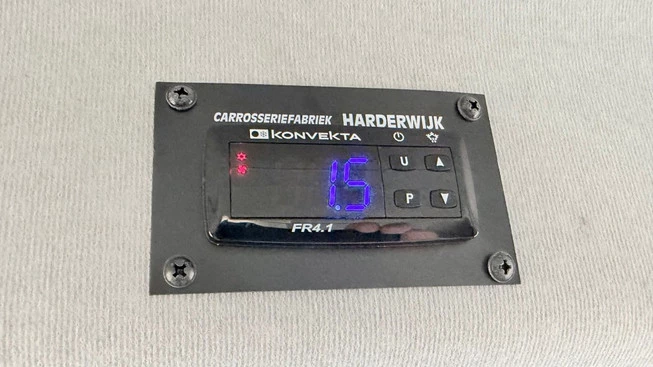 CARROSSERIEFABRIEK HARDERWIJK
KONVEKTA
1.5
U
P
FR4.1